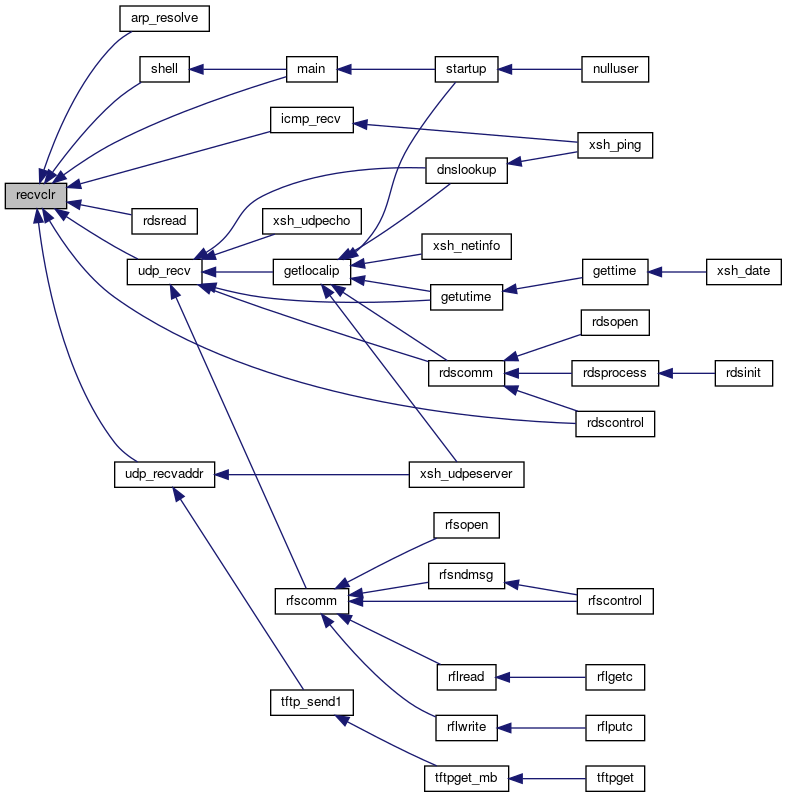 arp_resolve
shell
main
startup
nulluser
icmp_recv
xsh_ping
dnslookup
recvclr
rdsread
xsh_udpecho
xsh_netinfo
udp_recv
getlocalip
gettime
xsh_date
getutime
rdsopen
rdscomm
rdsprocess
rdsinit
rdscontrol
udp_recvaddr
xsh_udpeserver
rfsopen
rfsndmsg
rfscomm
rfscontrol
rflread
rflgetc
tftp_send1
rflwrite
rflputc
tftpget_mb
tftpget